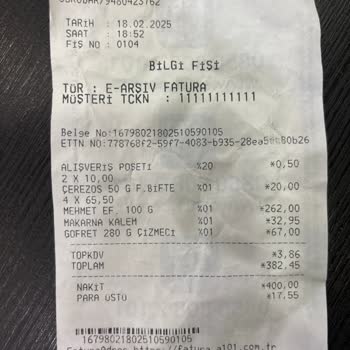 TARİH : 18.02.2025
SAAT : 18:52
FİŞ NO : 0104
BİLGİ FİŞİ
TÜR : E-ARŞİV FATURA
MÜŞTERİ TCKN : 11111111111
Belge No:16798021802510590105
ETTN NO:778768f2-59f7-4083-b935-28ea5 b80b26
ALIŞVERİŞ POŞETİ %20 *0,50
2 X 10,00
ÇEREZOS 50 G F.BİFTE %01 *20,00
4 X 65,50
MEHMET EF. 100 G %01 *262,00
MAKARNA KALEM %01 *32,95
GOFRET 280 G ÇİZMECİ %01 *67,00
TOPKDV *3,86
TOPLAM *382,45
NAKİT *400,00
PARA ÜSTÜ *17,55
16798021802510590105